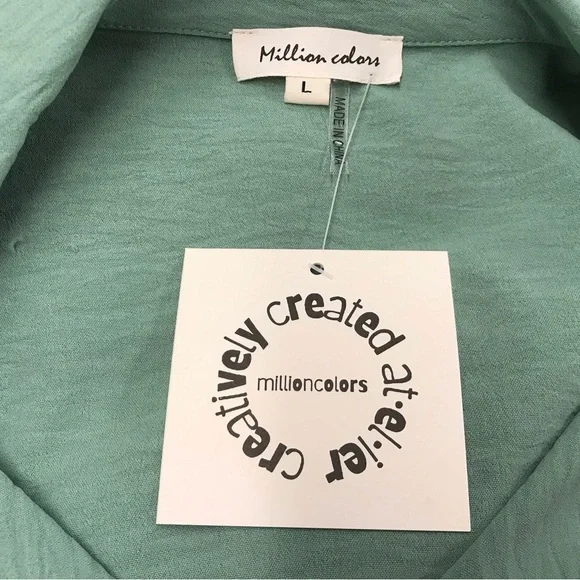 Million colors
L
MADE IN CHINA
creatively created at·el·ier
millioncolors